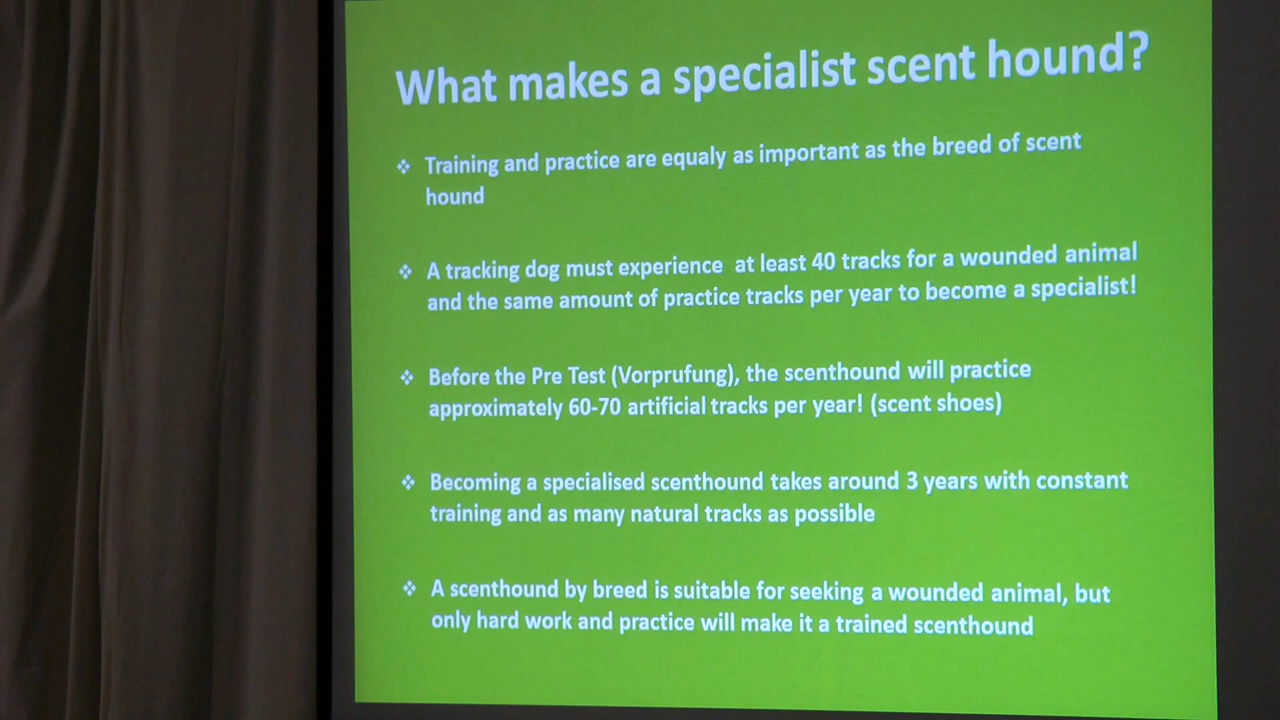 What makes a specialist scent hound?
❖ Training and practice are equaly as important as the breed of scent
hound
❖ A tracking dog must experience at least 40 tracks for a wounded animal
and the same amount of practice tracks per year to become a specialist!
❖ Before the Pre Test (Vorprufung), the scenthound will practice
approximately 60-70 artificial tracks per year! (scent shoes)
❖ Becoming a specialised scenthound takes around 3 years with constant
training and as many natural tracks as possible
❖ A scenthound by breed is suitable for seeking a wounded animal, but
only hard work and practice will make it a trained scenthound